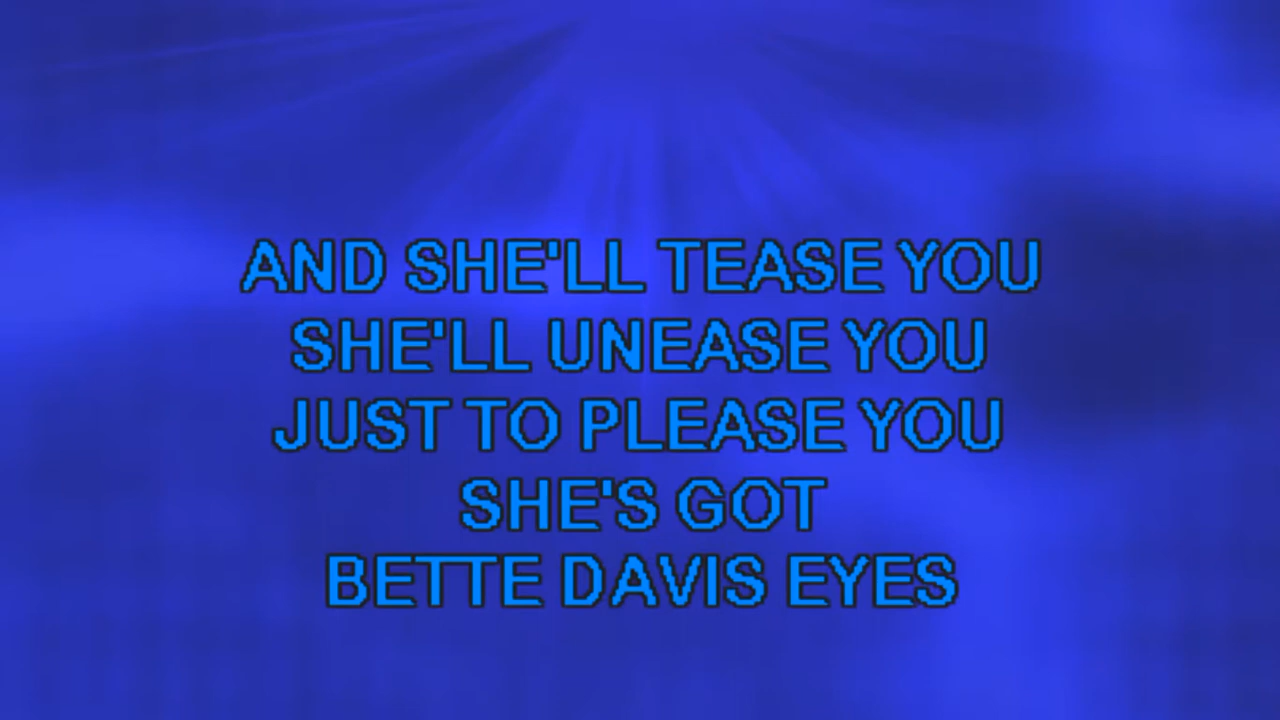 AND SHE'LL TEASE YOU
SHE'LL UNEASE YOU
JUST TO PLEASE YOU
SHE'S GOT
BETTE DAVIS EYES